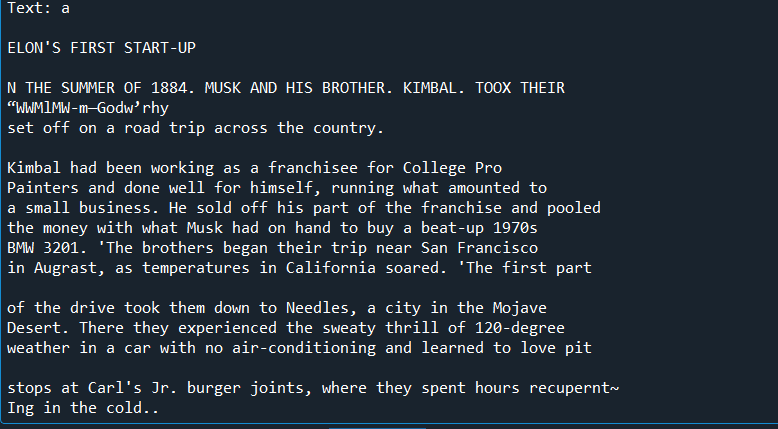 Text: a
ELON'S FIRST START-UP
N THE SUMMER OF 1884. MUSK AND HIS BROTHER. KIMBAL. TOOX THEIR
“WWMlMW-m—Godw’rhy
set off on a road trip across the country.
Kimbal had been working as a franchisee for College Pro
Painters and done well for himself, running what amounted to
a small business. He sold off his part of the franchise and pooled
the money with what Musk had on hand to buy a beat-up 1970s
BMW 3201. 'The brothers began their trip near San Francisco
in Augrast, as temperatures in California soared. 'The first part
of the drive took them down to Needles, a city in the Mojave
Desert. There they experienced the sweaty thrill of 120-degree
weather in a car with no air-conditioning and learned to love pit
stops at Carl's Jr. burger joints, where they spent hours recupernt~
Ing in the cold..